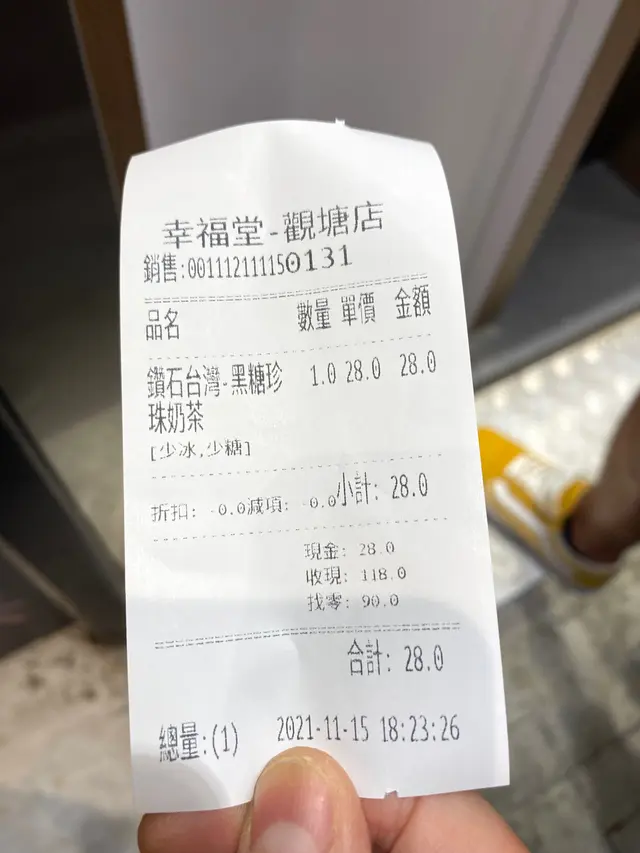 幸福堂-觀塘店
銷售:0011121111150131
品名 數量 單價 金額
鑽石台灣-黑糖珍 1.0 28.0 28.0
珠奶茶
[少冰,少糖]
折扣: -0.0減項: -0.0小計: 28.0
現金: 28.0
收現: 118.0
找零: 90.0
合計: 28.0
總量:(1) 2021-11-15 18:23:26